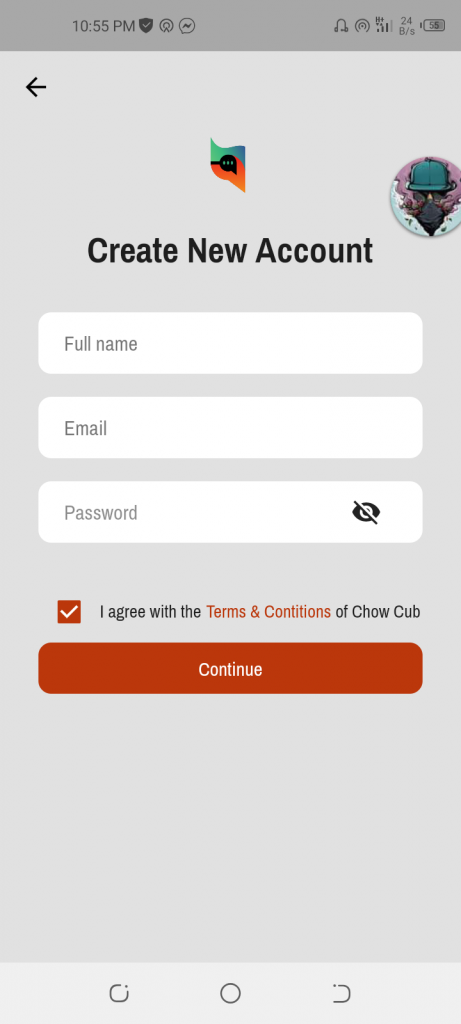 10:55 PM
H+
24
B/s
55
Create New Account
Full name
Email
Password
I agree with the Terms & Contitions of Chow Cub
Continue